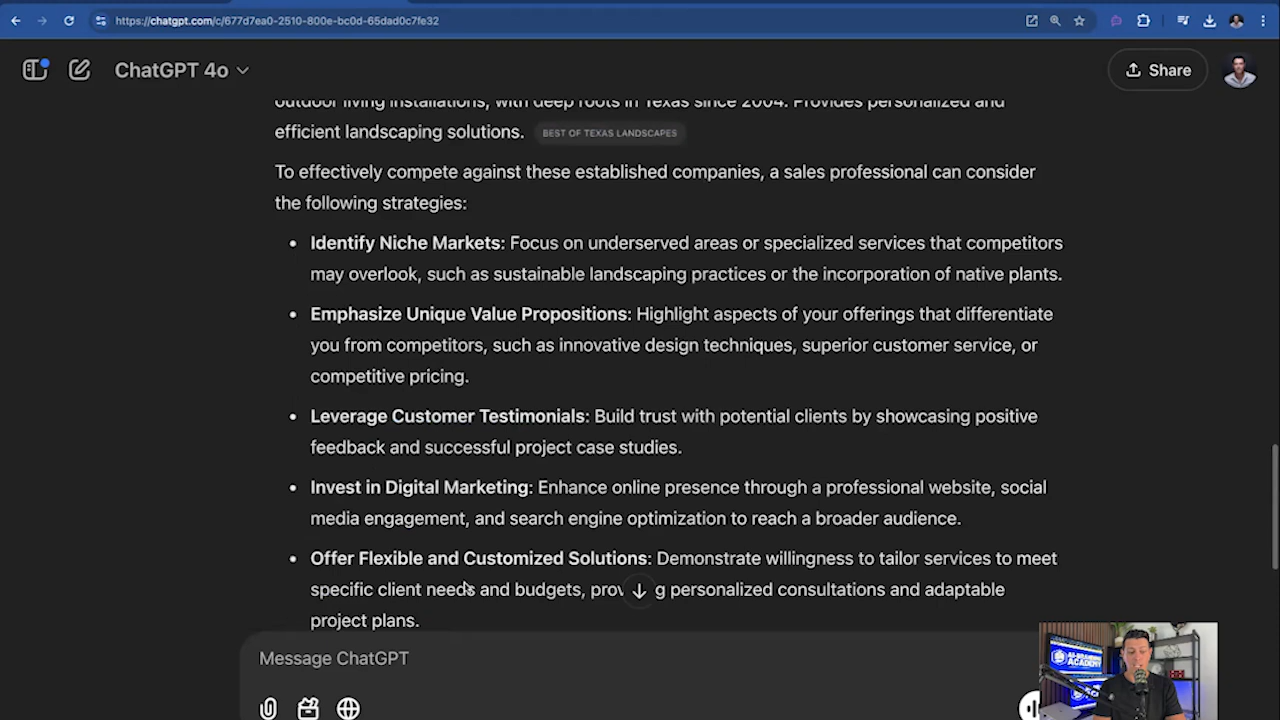 https://chatgpt.com/c/677d7ea0-2510-800e-bc0d-65dad0c7fe32
ChatGPT 4o
Share
outdoor living installations, with deep roots in Texas since 2004. Provides personalized and
efficient landscaping solutions. BEST OF TEXAS LANDSCAPES
To effectively compete against these established companies, a sales professional can consider
the following strategies:
• Identify Niche Markets: Focus on underserved areas or specialized services that competitors
may overlook, such as sustainable landscaping practices or the incorporation of native plants.
• Emphasize Unique Value Propositions: Highlight aspects of your offerings that differentiate
you from competitors, such as innovative design techniques, superior customer service, or
competitive pricing.
• Leverage Customer Testimonials: Build trust with potential clients by showcasing positive
feedback and successful project case studies.
• Invest in Digital Marketing: Enhance online presence through a professional website, social
media engagement, and search engine optimization to reach a broader audience.
• Offer Flexible and Customized Solutions: Demonstrate willingness to tailor services to meet
specific client needs and budgets, prov g personalized consultations and adaptable
project plans.
Message ChatGPT
AI-BRANDING
ACADEMY